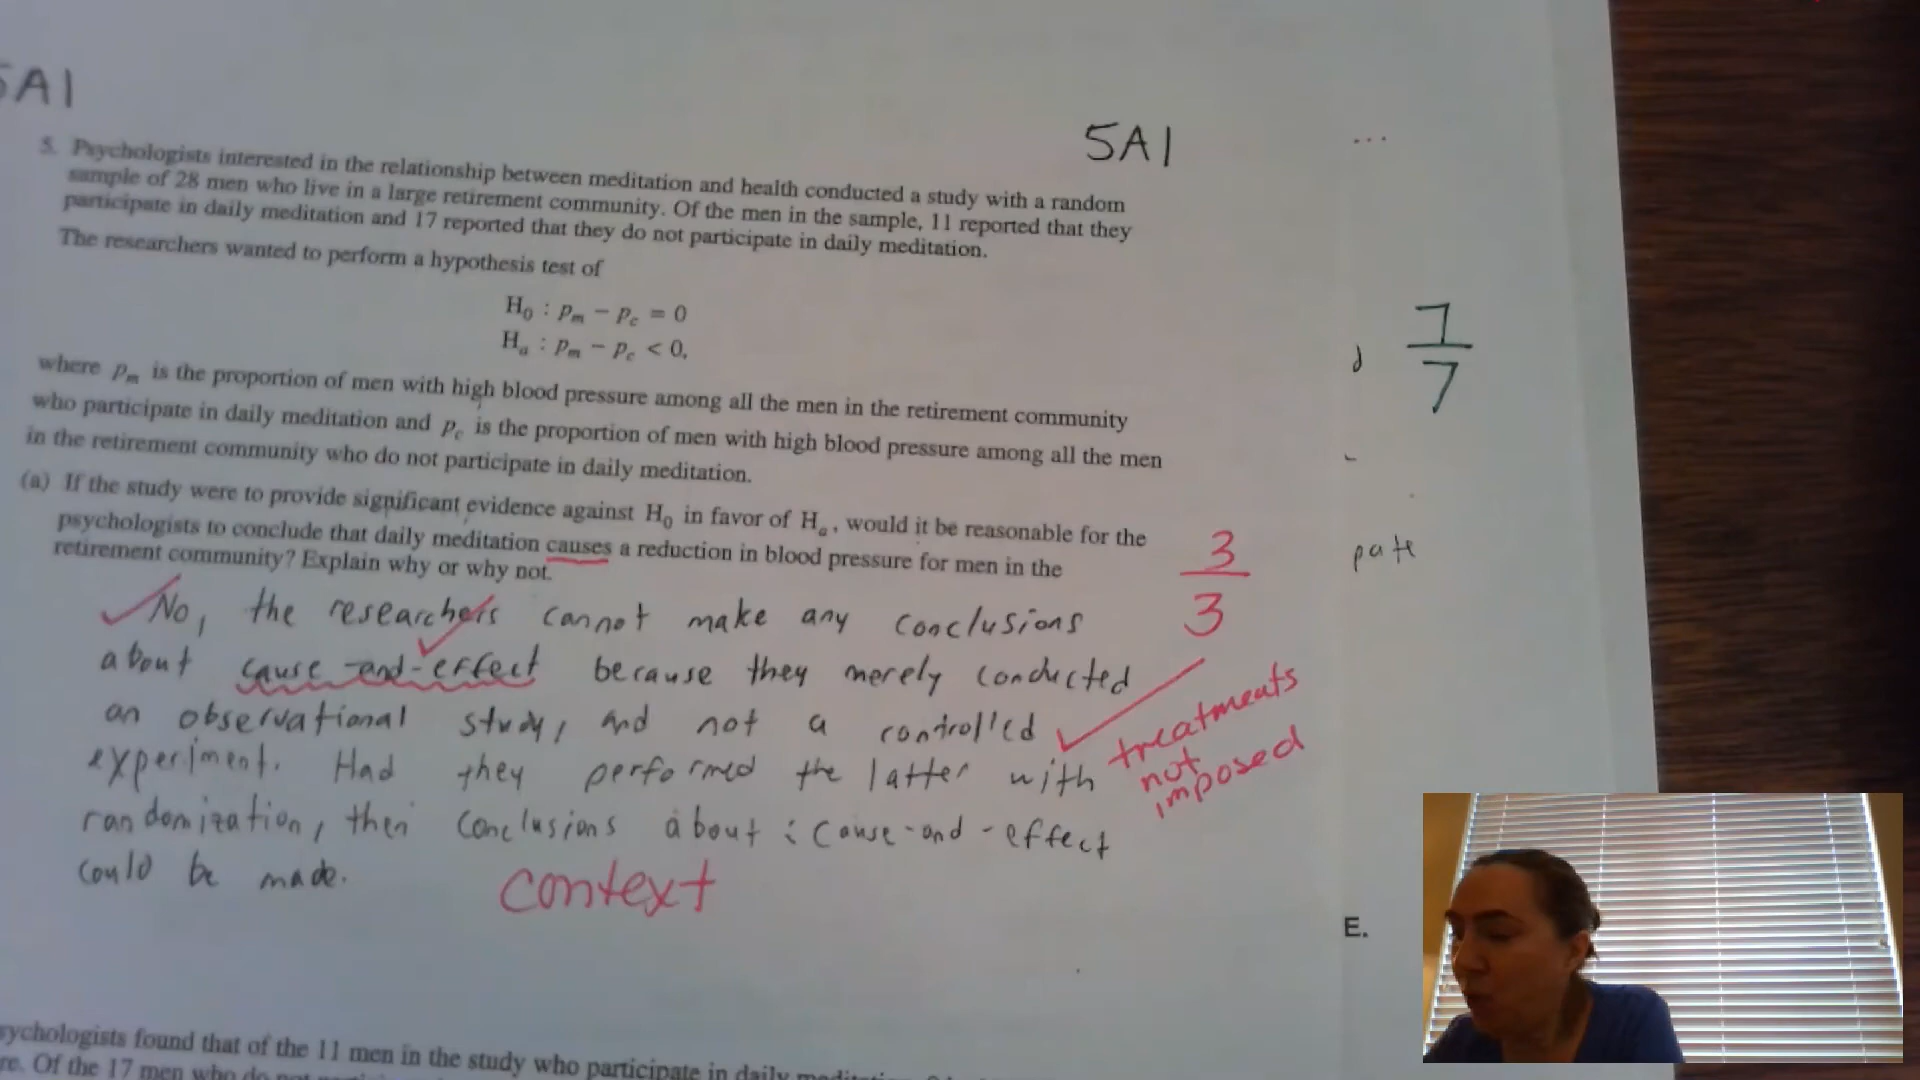 5A1
5A1
...
5. Psychologists interested in the relationship between meditation and health conducted a study with a random
sample of 28 men who live in a large retirement community. Of the men in the sample, 11 reported that they
participate in daily meditation and 17 reported that they do not participate in daily meditation.
The researchers wanted to perform a hypothesis test of
H₀ : pₘ − p꜀ = 0
Hₐ : pₘ − p꜀ < 0,
7
7
where pₘ is the proportion of men with high blood pressure among all the men in the retirement community
who participate in daily meditation and p꜀ is the proportion of men with high blood pressure among all the men
in the retirement community who do not participate in daily meditation.
(a) If the study were to provide significant evidence against H₀ in favor of Hₐ, would it be reasonable for the
psychologists to conclude that daily meditation causes a reduction in blood pressure for men in the
retirement community? Explain why or why not.
3
3
No, the researchers cannot make any conclusions
about cause-and-effect because they merely conducted
an observational study, and not a controlled
experiment. Had they performed the latter with
randomization, then conclusions about cause-and-effect
could be made.
treatments
not
imposed
context
E.
sychologists found that of the 11 men in the study who participate in daily
re. Of the 17 men who do not